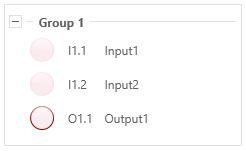 Group 1
I1.1 Input1
I1.2 Input2
O1.1 Output1